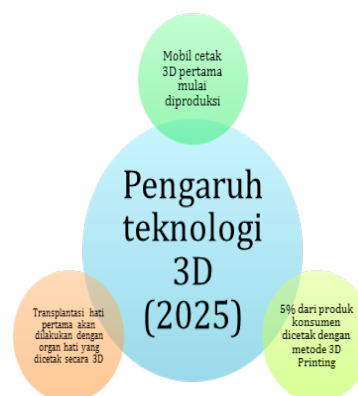 Mobil cetak
3D pertama
mulai
diproduksi
Pengaruh
teknologi
3D
(2025)
Transplantasi hati
pertama akan
dilakukan dengan
organ hati yang
dicetak secara 3D
5% dari produk
konsumen
dicetak dengan
metode 3D
Printing